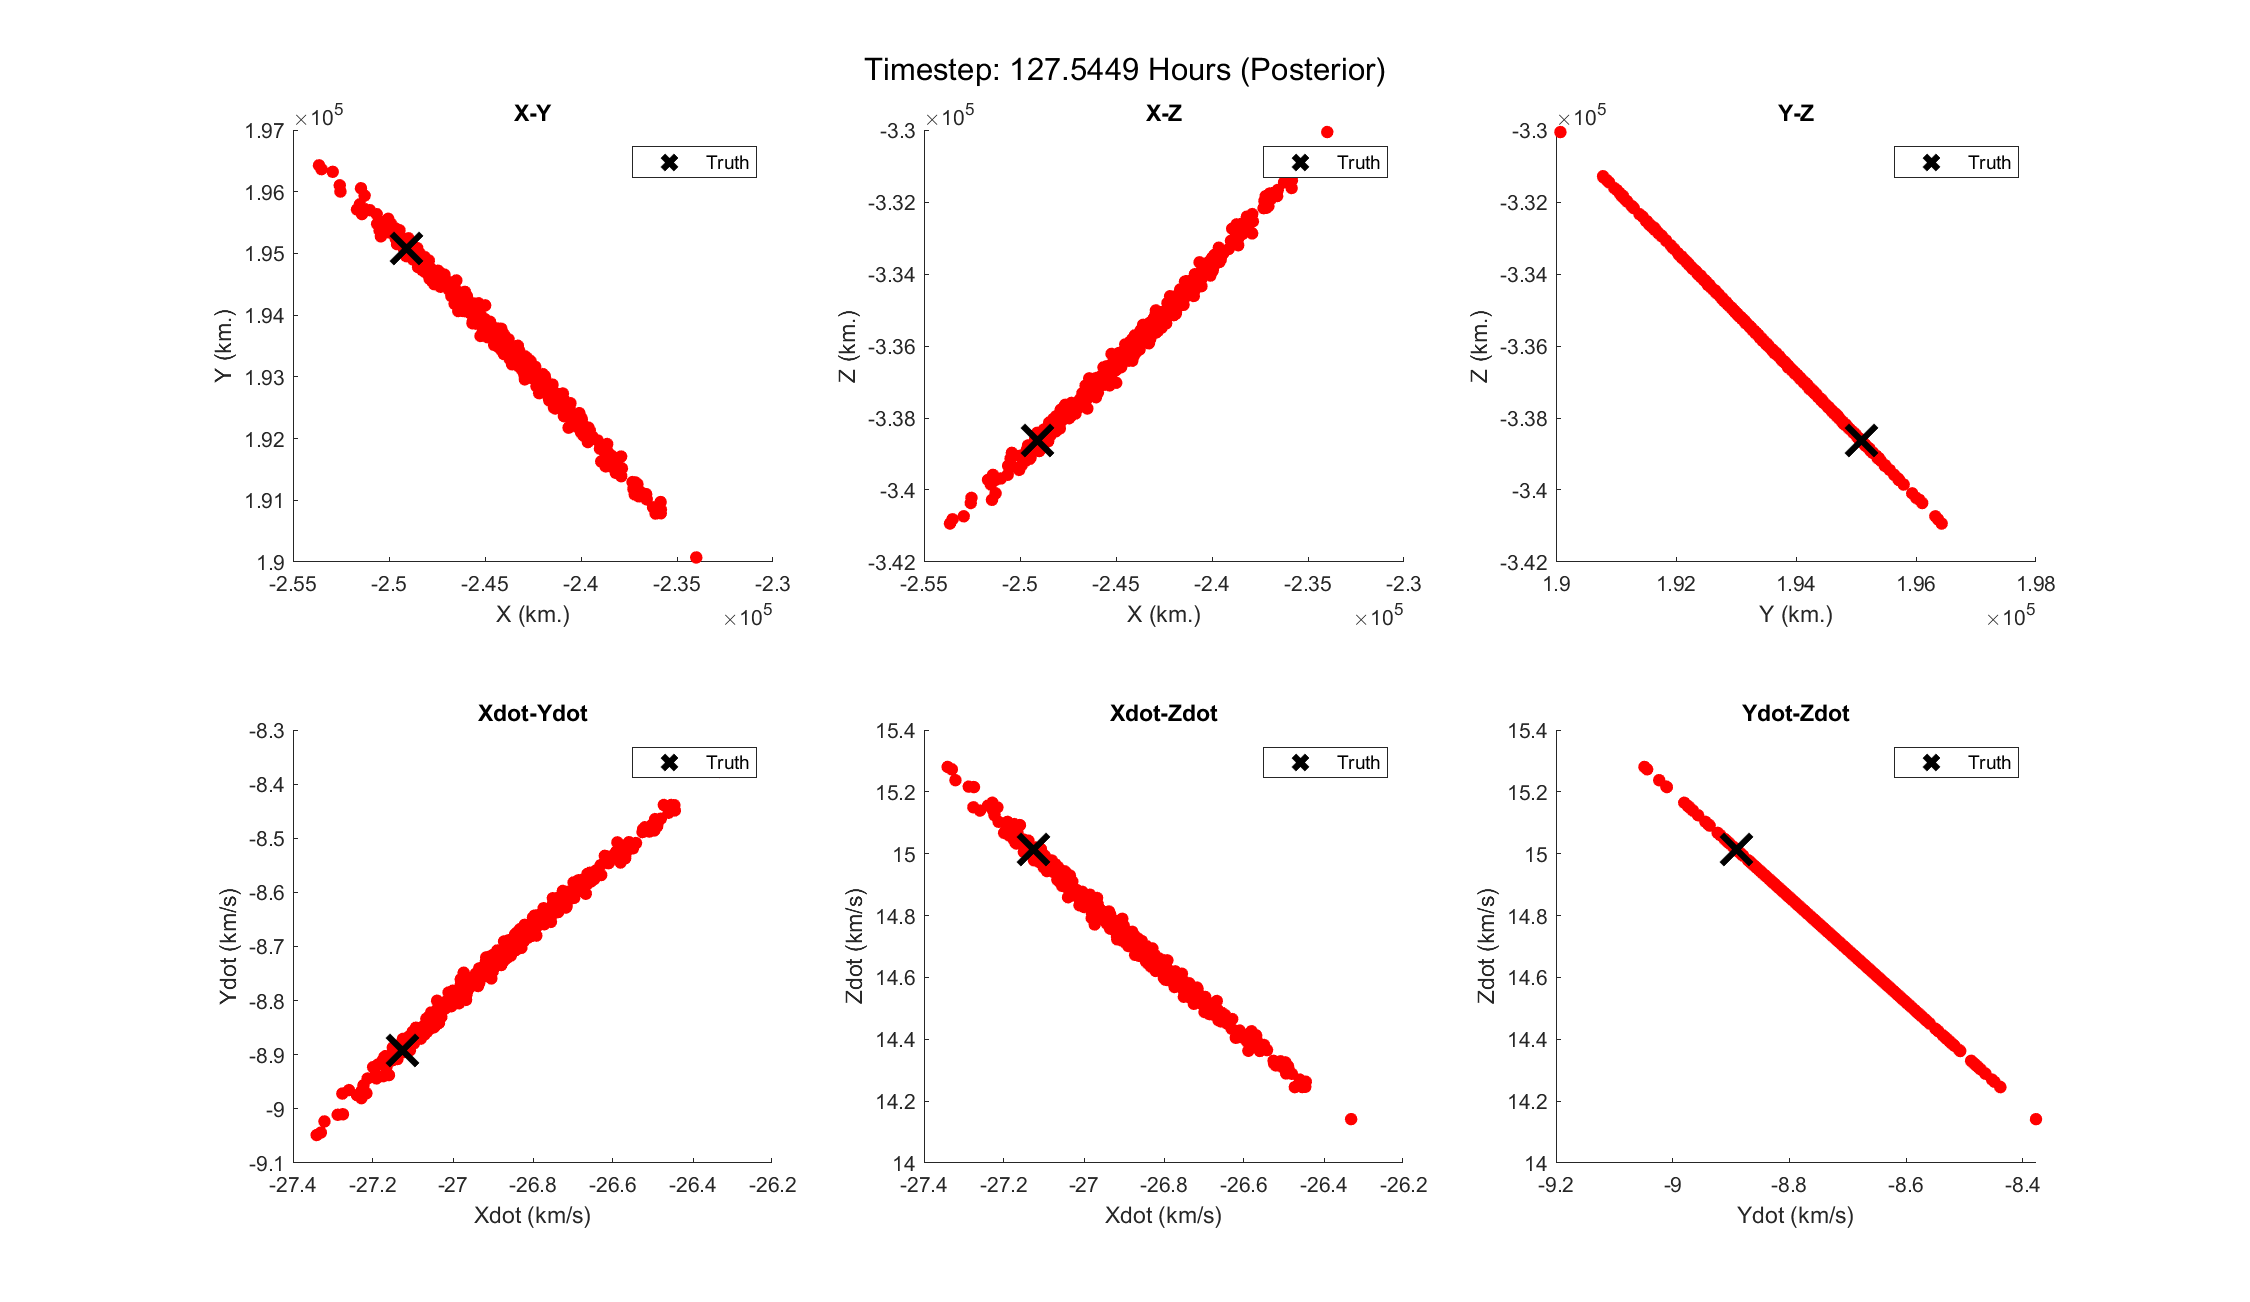 Timestep: 127.5449 Hours (Posterior)
X-Y
×10^5
1.97
1.96
1.95
1.94
1.93
1.92
1.91
1.9
Y (km.)
Truth
-2.55 -2.5 -2.45 -2.4 -2.35 -2.3
X (km.)
×10^5
X-Z
×10^5
-3.3
-3.32
-3.34
-3.36
-3.38
-3.4
-3.42
Z (km.)
Truth
-2.55 -2.5 -2.45 -2.4 -2.35 -2.3
X (km.)
×10^5
Y-Z
×10^5
-3.3
-3.32
-3.34
-3.36
-3.38
-3.4
-3.42
Z (km.)
Truth
1.9 1.92 1.94 1.96 1.98
Y (km.)
×10^5
Xdot-Ydot
-8.3
-8.4
-8.5
-8.6
-8.7
-8.8
-8.9
-9
-9.1
Ydot (km/s)
Truth
-27.4 -27.2 -27 -26.8 -26.6 -26.4 -26.2
Xdot (km/s)
Xdot-Zdot
15.4
15.2
15
14.8
14.6
14.4
14.2
14
Zdot (km/s)
Truth
-27.4 -27.2 -27 -26.8 -26.6 -26.4 -26.2
Xdot (km/s)
Ydot-Zdot
15.4
15.2
15
14.8
14.6
14.4
14.2
14
Zdot (km/s)
Truth
-9.2 -9 -8.8 -8.6 -8.4
Ydot (km/s)